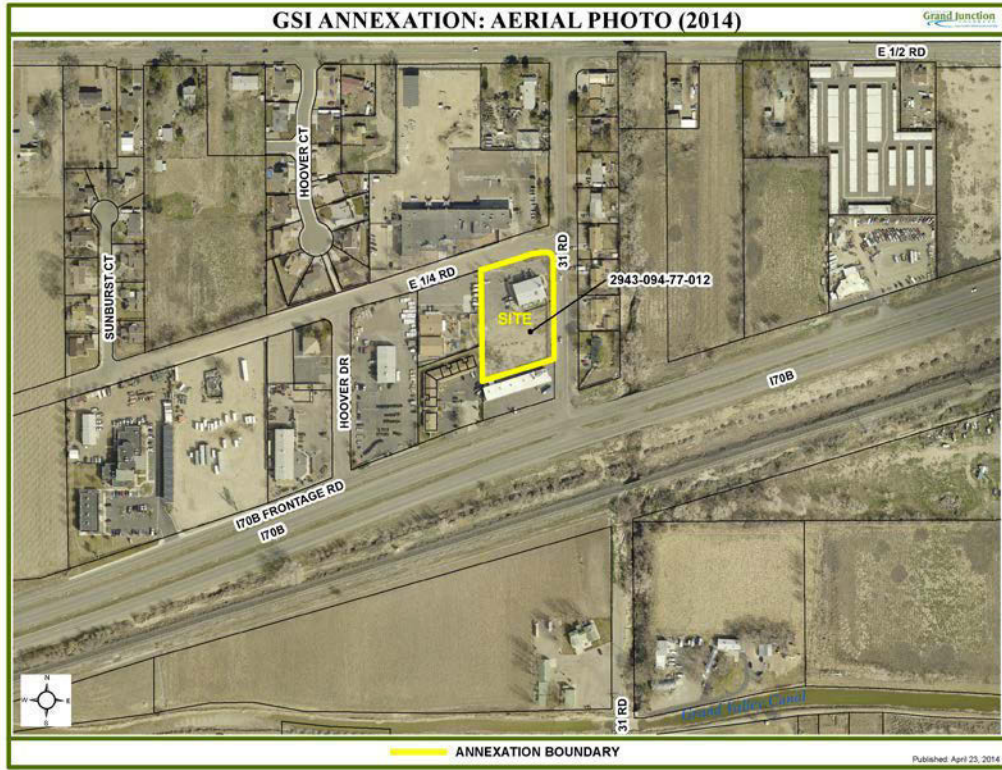 GSI ANNEXATION: AERIAL PHOTO (2014)
Grand Junction
E 1/2 RD
HOOVER CT
31 RD
E 1/4 RD
2943-094-77-012
SUNBURST CT
SITE
HOOVER DR
I70B
I70B FRONTAGE RD
I70B
N
W E
S
31 RD
Grand Valley Canal
ANNEXATION BOUNDARY
Published: April 23, 2014